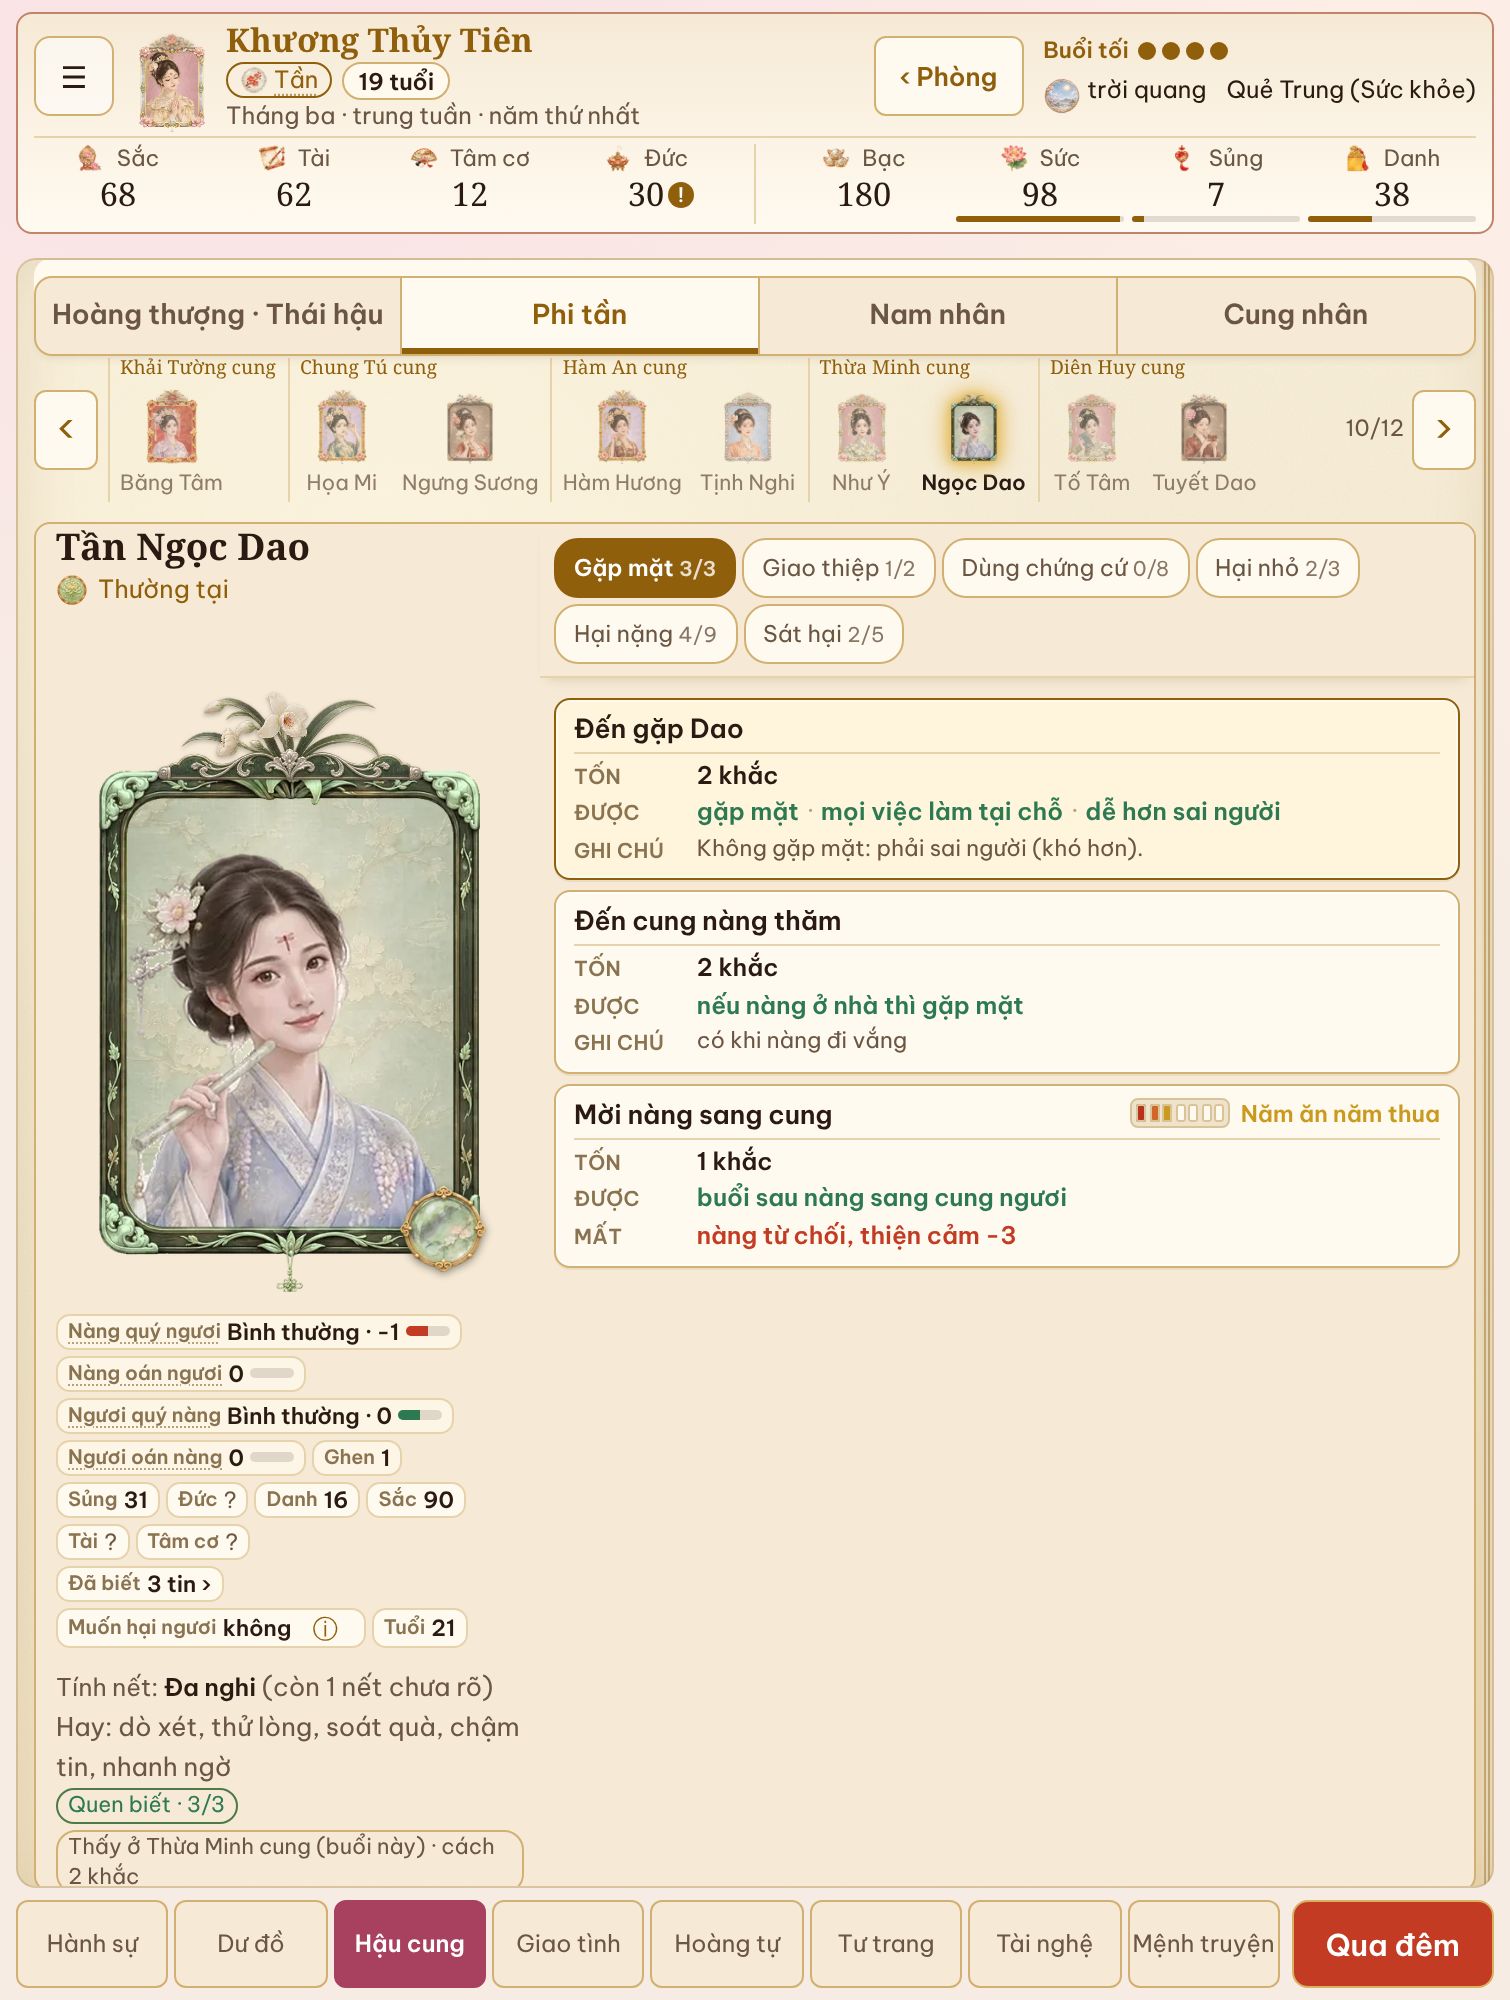 ☰
Khương Thủy Tiên
Tần
19 tuổi
Tháng ba · trung tuần · năm thứ nhất
‹ Phòng
Buổi tối
trời quang
Quẻ Trung (Sức khỏe)
Sắc
68
Tài
62
Tâm cơ
12
Đức
30 !
Bạc
180
Sức
98
Sủng
7
Danh
38
Hoàng thượng · Thái hậu
Phi tần
Nam nhân
Cung nhân
Khải Tường cung
Chung Tú cung
Hàm An cung
Thừa Minh cung
Diên Huy cung
‹
Băng Tâm
Họa Mi
Ngưng Sương
Hàm Hương
Tịnh Nghi
Như Ý
Ngọc Dao
Tố Tâm
Tuyết Dao
10/12
›
Tần Ngọc Dao
Thường tại
Nàng quý ngươi Bình thường · -1
Nàng oán ngươi 0
Ngươi quý nàng Bình thường · 0
Ngươi oán nàng 0
Ghen 1
Sủng 31
Đức ?
Danh 16
Sắc 90
Tài ?
Tâm cơ ?
Đã biết 3 tin ›
Muốn hại ngươi không ⓘ
Tuổi 21
Tính nết: Đa nghi (còn 1 nết chưa rõ)
Hay: dò xét, thử lòng, soát quà, chậm
tin, nhanh ngờ
Quen biết · 3/3
Thấy ở Thừa Minh cung (buổi này) · cách
2 khắc
Gặp mặt 3/3
Giao thiệp 1/2
Dùng chứng cứ 0/8
Hại nhỏ 2/3
Hại nặng 4/9
Sát hại 2/5
Đến gặp Dao
TỐN 2 khắc
ĐƯỢC gặp mặt · mọi việc làm tại chỗ · dễ hơn sai người
GHI CHÚ Không gặp mặt: phải sai người (khó hơn).
Đến cung nàng thăm
TỐN 2 khắc
ĐƯỢC nếu nàng ở nhà thì gặp mặt
GHI CHÚ có khi nàng đi vắng
Mời nàng sang cung
Năm ăn năm thua
TỐN 1 khắc
ĐƯỢC buổi sau nàng sang cung ngươi
MẤT nàng từ chối, thiện cảm -3
Hành sự
Dư đồ
Hậu cung
Giao tình
Hoàng tự
Tư trang
Tài nghệ
Mệnh truyện
Qua đêm